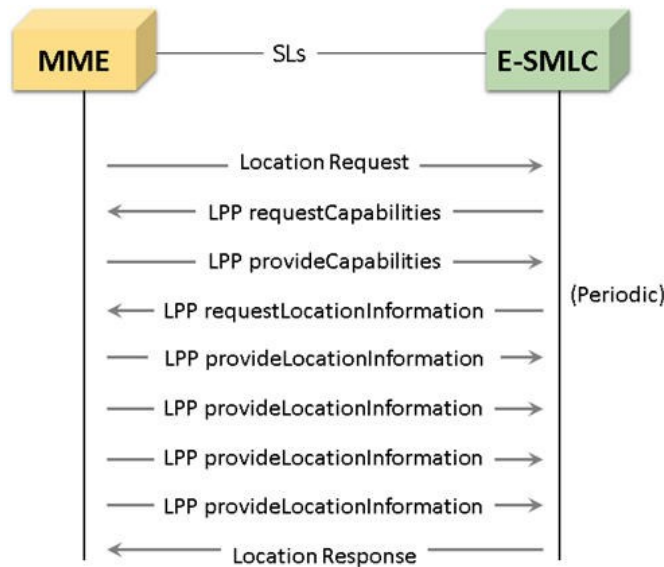 MME
SLs
E-SMLC
Location Request
LPP requestCapabilities
LPP provideCapabilities
(Periodic)
LPP requestLocationInformation
LPP provideLocationInformation
LPP provideLocationInformation
LPP provideLocationInformation
LPP provideLocationInformation
Location Response